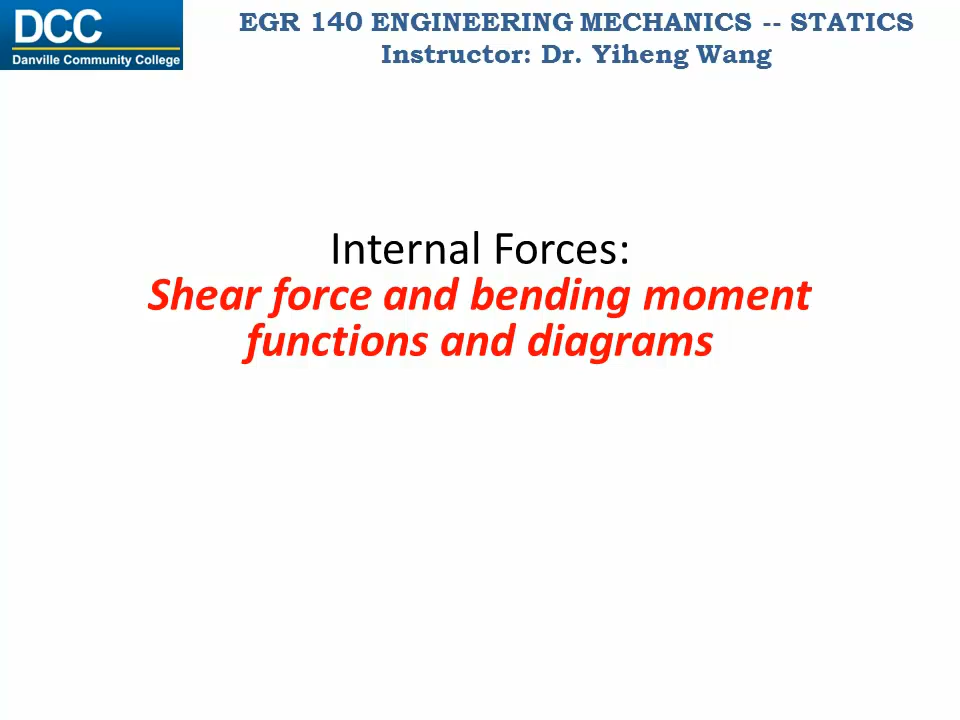 DCC
Danville Community College
EGR 140 ENGINEERING MECHANICS -- STATICS
Instructor: Dr. Yiheng Wang
Internal Forces:
Shear force and bending moment
functions and diagrams